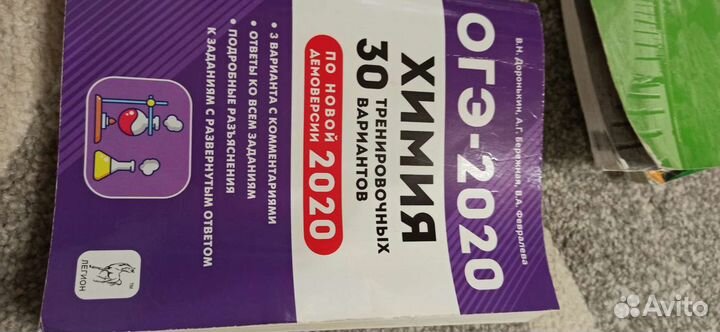 В.Н. Доронькин, А.Г. Бережная, В.А. Февралева
ОГЭ-2020
ХИМИЯ
30 ТРЕНИРОВОЧНЫХ
ВАРИАНТОВ
ПО НОВОЙ
ДЕМОВЕРСИИ 2020
• 3 ВАРИАНТА С КОММЕНТАРИЯМИ
• ОТВЕТЫ КО ВСЕМ ЗАДАНИЯМ
• ПОДРОБНЫЕ РАЗЪЯСНЕНИЯ
К ЗАДАНИЯМ С РАЗВЕРНУТЫМ ОТВЕТОМ
ЛЕГИОН
TM
Avito